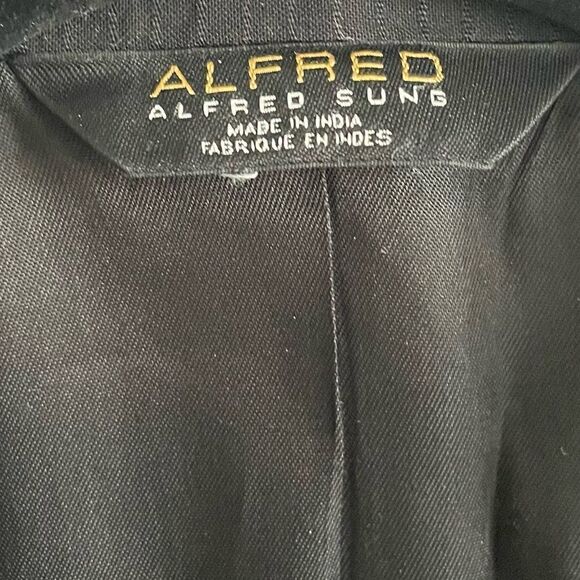 ALFRED
ALFRED SUNG
MADE IN INDIA
FABRIQUE EN INDES